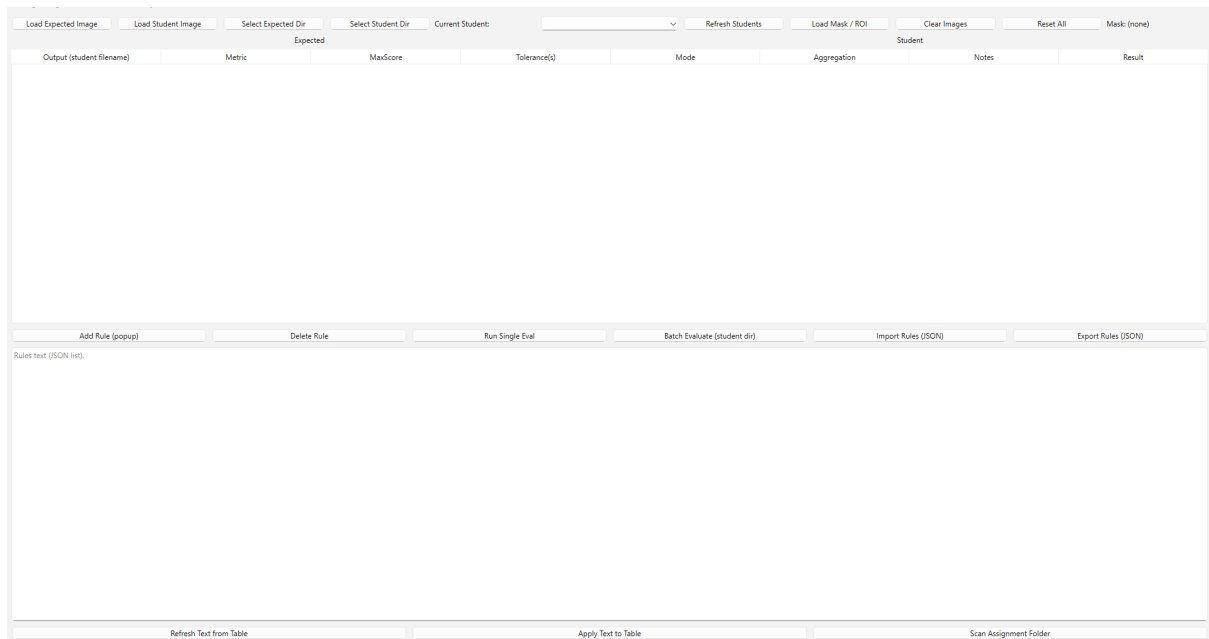 Load Expected Image Load Student Image Select Expected Dir Select Student Dir Current Student: Refresh Students Load Mask / ROI Clear Images Reset All Mask: (none)
Expected Student
Output (student filename) Metric MaxScore Tolerance(s) Mode Aggregation Notes Result
Add Rule (popup) Delete Rule Run Single Eval Batch Evaluate (student dir) Import Rules (JSON) Export Rules (JSON)
Rules text (JSON list).
Refresh Text from Table Apply Text to Table Scan Assignment Folder